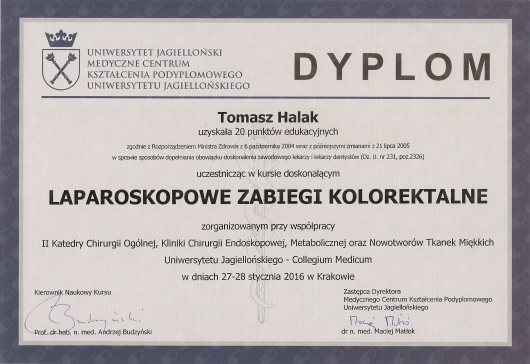 UNIWERSYTET JAGIELLOŃSKI
MEDYCZNE CENTRUM
KSZTAŁCENIA PODYPLOMOWEGO
UNIWERSYTETU JAGIELLOŃSKIEGO
DYPLOM
Tomasz Halak
uzyskała 20 punktów edukacyjnych
zgodnie z Rozporządzeniem Ministra Zdrowia z 6 października 2004 wraz z późniejszymi zmianami z 21 lipca 2005
w sprawie sposobów dopełniania obowiązku doskonalenia zawodowego lekarzy i lekarzy dentystów (Dz. U. nr 231, poz.2326)
uczestnicząc w kursie doskonalącym
LAPAROSKOPOWE ZABIEGI KOLOREKTALNE
zorganizowanym przy współpracy
II Katedry Chirurgii Ogólnej, Kliniki Chirurgii Endoskopowej, Metabolicznej oraz Nowotworów Tkanek Miękkich
Uniwersytetu Jagiellońskiego - Collegium Medicum
w dniach 27-28 stycznia 2016 w Krakowie
Kierownik Naukowy Kursu
Budzyński
Prof. dr hab. n. med. Andrzej Budzyński
Zastępca Dyrektora
Medycznego Centrum Kształcenia Podyplomowego
Uniwersytetu Jagiellońskiego
Maciej Matłok
dr n. med. Maciej Matłok